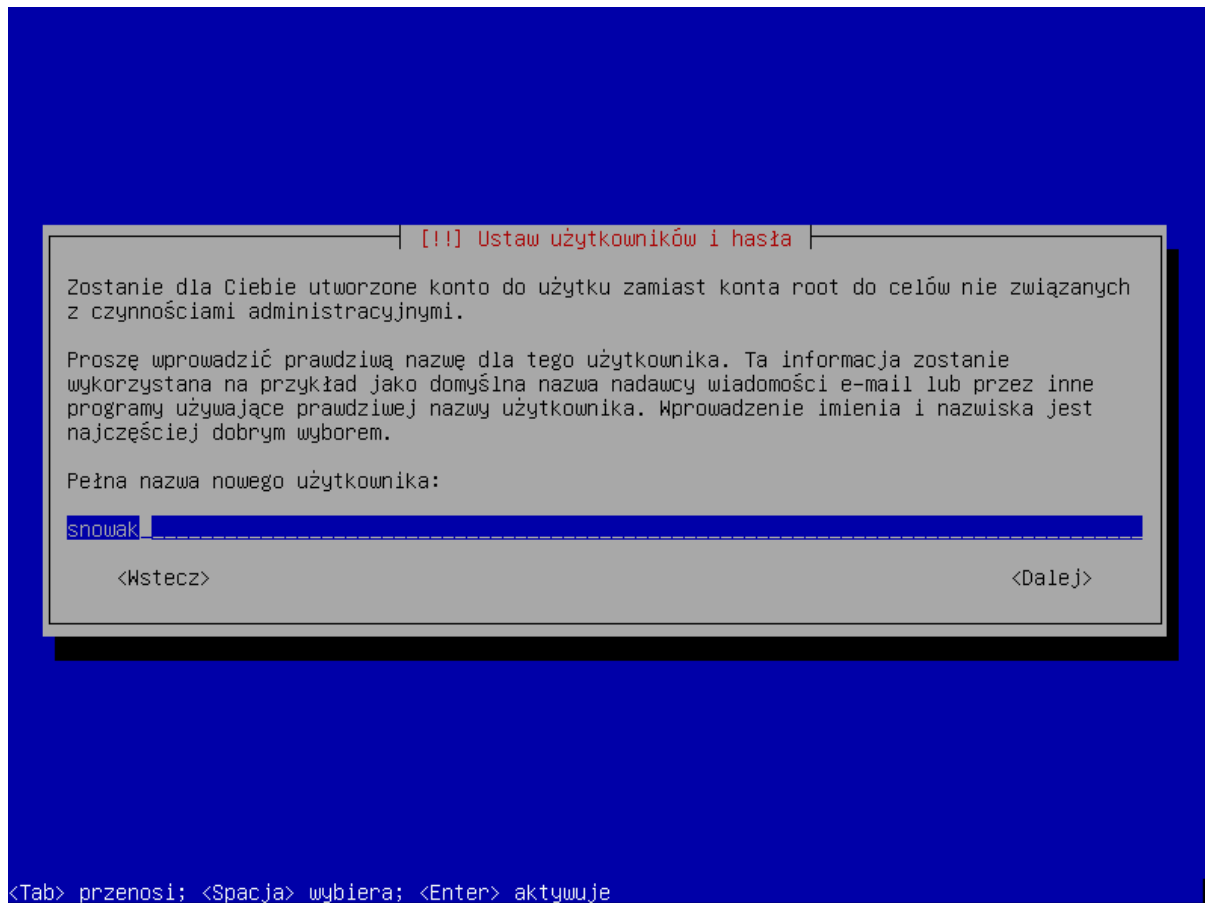 [!!] Ustaw użytkowników i hasła
Zostanie dla Ciebie utworzone konto do użytku zamiast konta root do celów nie związanych
z czynnościami administracyjnymi.
Proszę wprowadzić prawdziwą nazwę dla tego użytkownika. Ta informacja zostanie
wykorzystana na przykład jako domyślna nazwa nadawcy wiadomości e-mail lub przez inne
programy używające prawdziwej nazwy użytkownika. Wprowadzenie imienia i nazwiska jest
najczęściej dobrym wyborem.
Pełna nazwa nowego użytkownika:
snowak
<Wstecz> <Dalej>
<Tab> przenosi; <Spacja> wybiera; <Enter> aktywuje